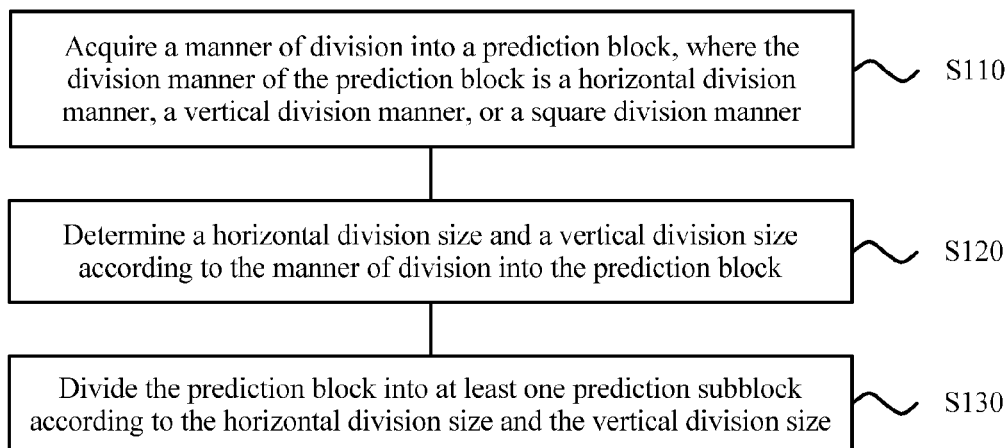 Acquire a manner of division into a prediction block, where the
division manner of the prediction block is a horizontal division
manner, a vertical division manner, or a square division manner
S110
Determine a horizontal division size and a vertical division size
according to the manner of division into the prediction block
S120
Divide the prediction block into at least one prediction subblock
according to the horizontal division size and the vertical division size
S130